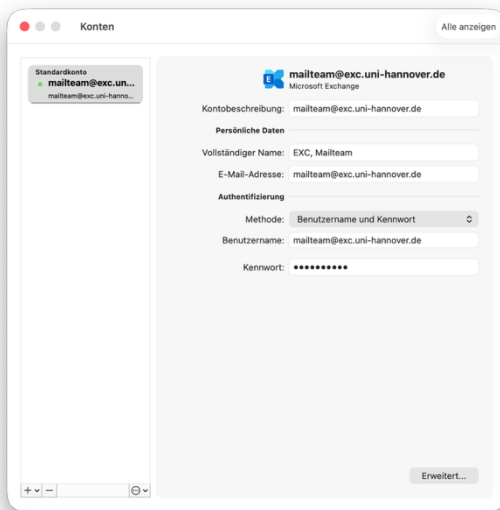 Konten
Alle anzeigen
Standardkonto
mailteam@exc.un...
mailteam@exc.uni-hanno...
E
mailteam@exc.uni-hannover.de
Microsoft Exchange
Kontobeschreibung: mailteam@exc.uni-hannover.de
Persönliche Daten
Vollständiger Name: EXC, Mailteam
E-Mail-Adresse: mailteam@exc.uni-hannover.de
Authentifizierung
Methode: Benutzername und Kennwort
Benutzername: mailteam@exc.uni-hannover.de
Kennwort: ••••••••••
Erweitert...